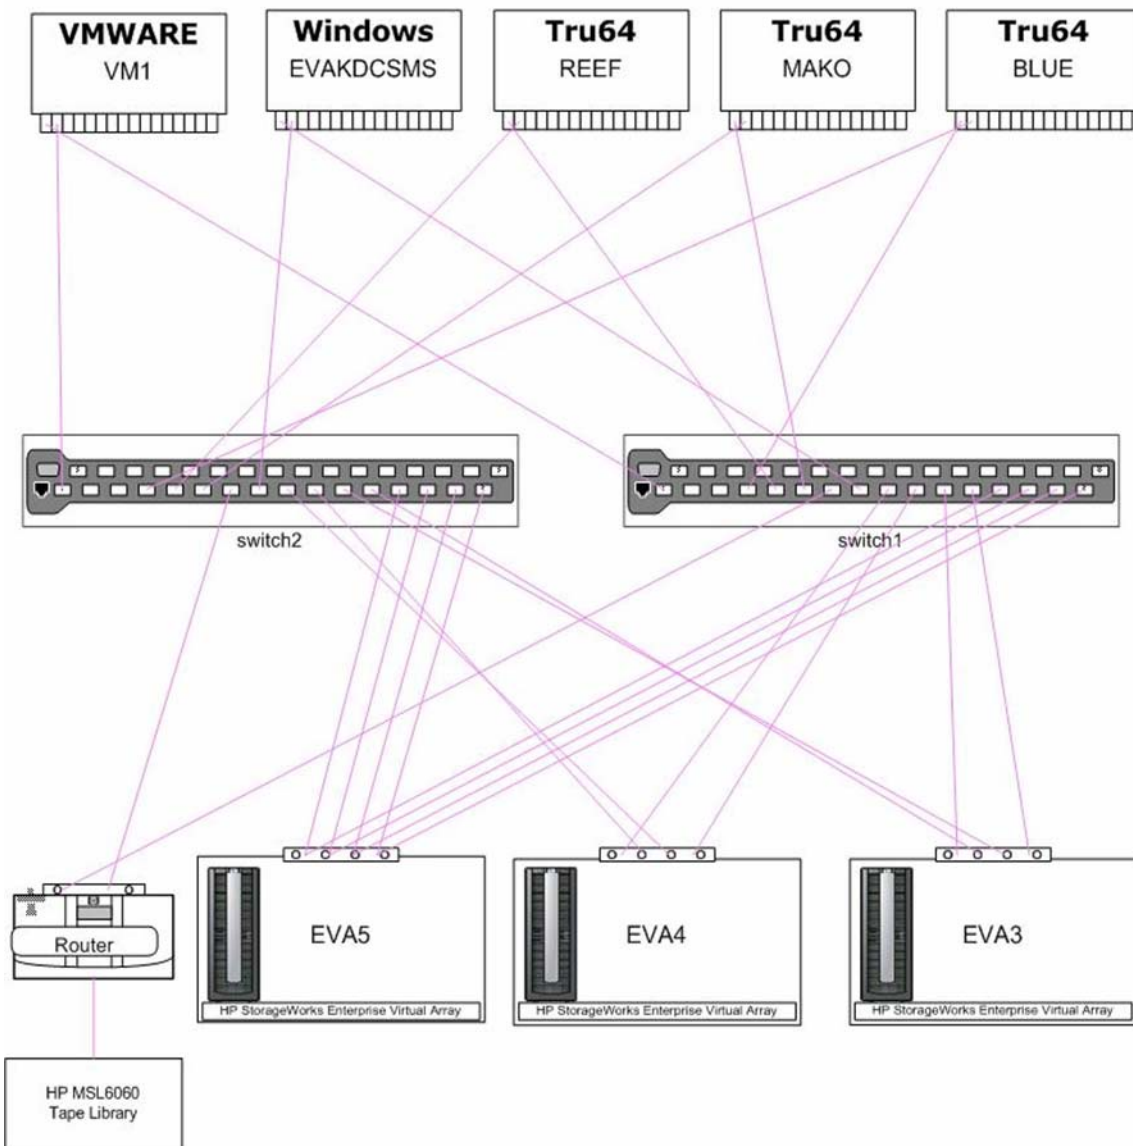 VMWARE
VM1
Windows
EVAKDCSMS
Tru64
REEF
Tru64
MAKO
Tru64
BLUE
switch2
switch1
Router
EVA5
HP StorageWorks Enterprise Virtual Array
EVA4
HP StorageWorks Enterprise Virtual Array
EVA3
HP StorageWorks Enterprise Virtual Array
HP MSL6060
Tape Library